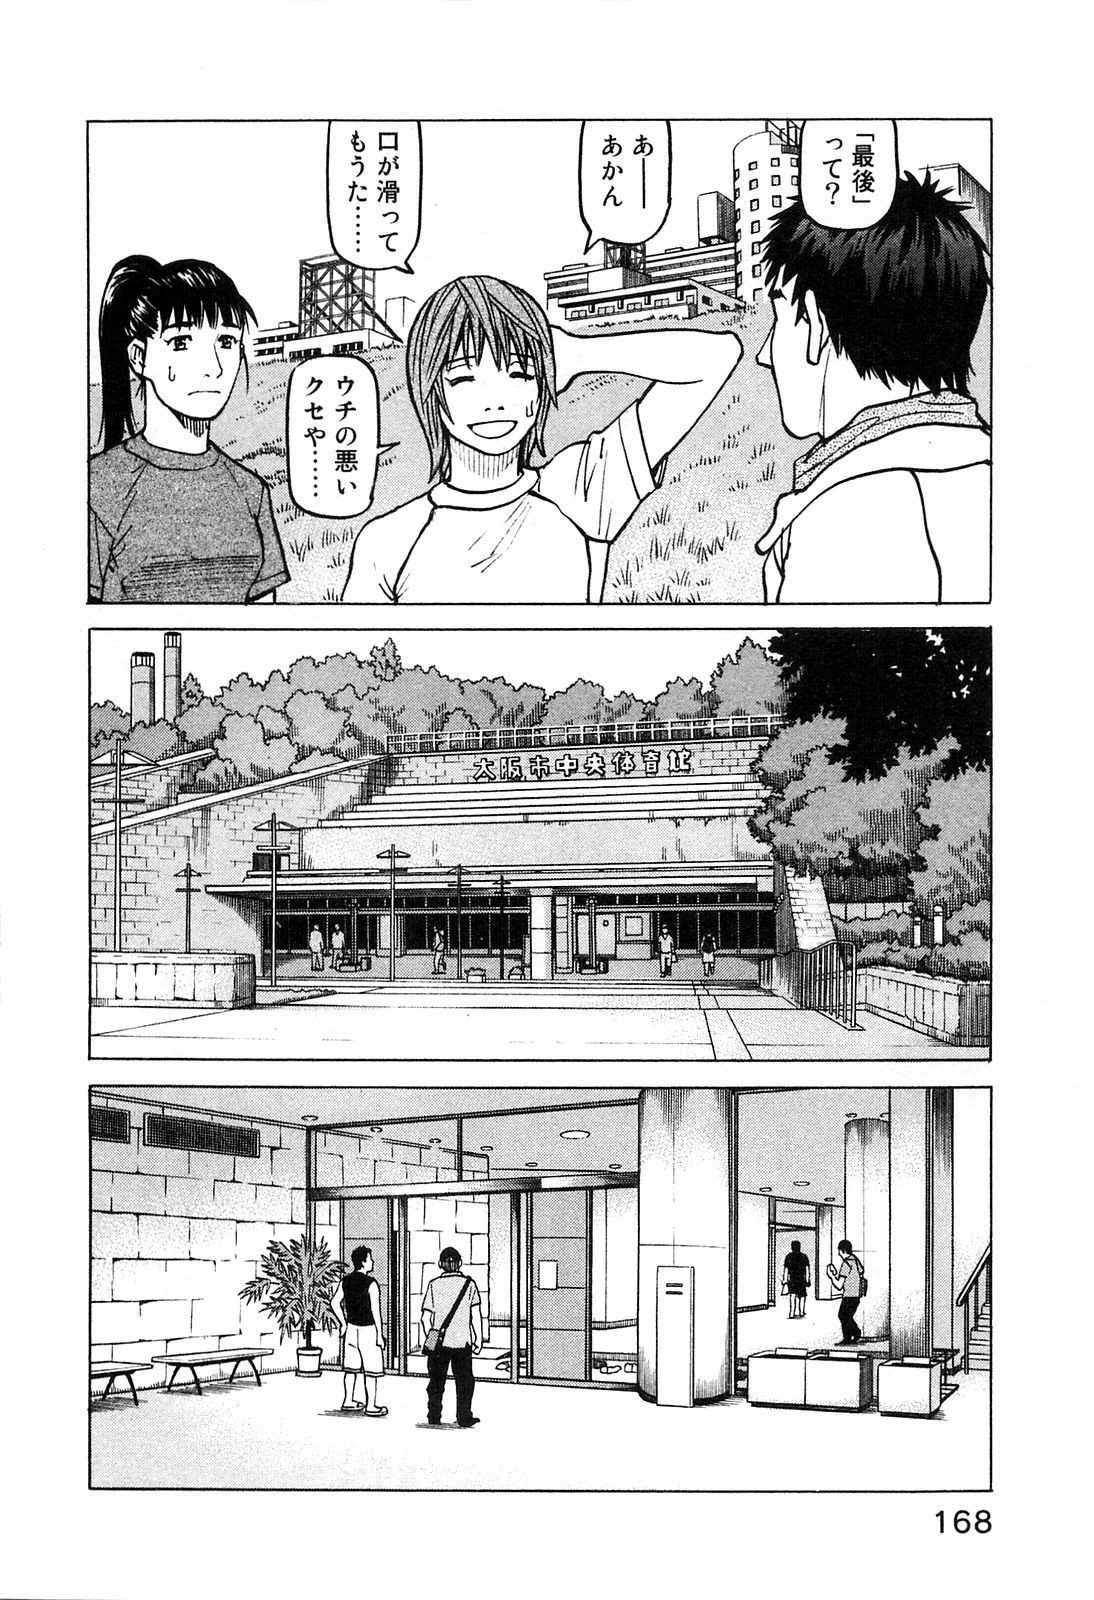 「最後」
って？
あ──
あかん
口が滑って
もうた……
ウチの悪い
クセや……
大阪市中央体育館
168